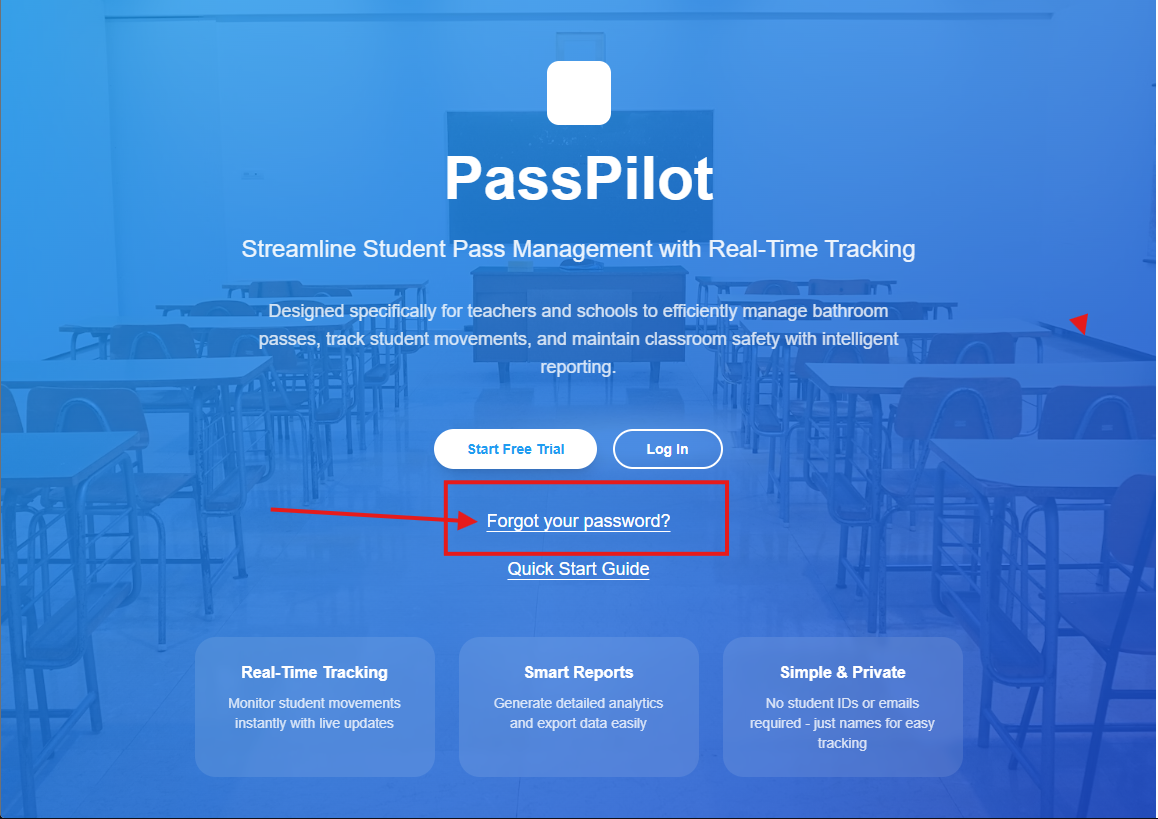 PassPilot
Streamline Student Pass Management with Real-Time Tracking
Designed specifically for teachers and schools to efficiently manage bathroom
passes, track student movements, and maintain classroom safety with intelligent
reporting.
Start Free Trial
Log In
Forgot your password?
Quick Start Guide
Real-Time Tracking
Monitor student movements
instantly with live updates
Smart Reports
Generate detailed analytics
and export data easily
Simple & Private
No student IDs or emails
required - just names for easy
tracking